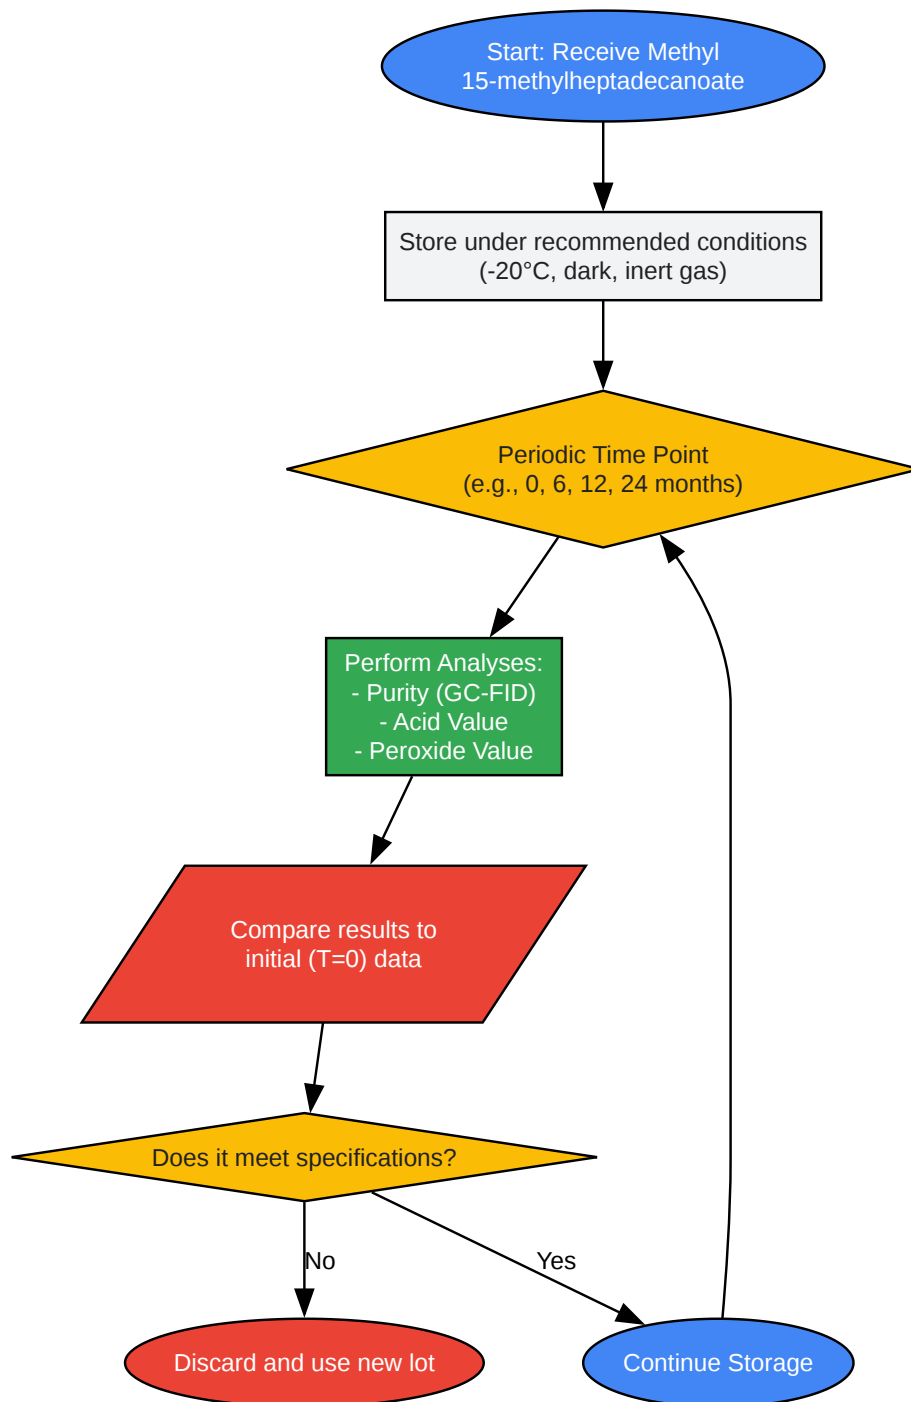 Start: Receive Methyl
15-methylheptadecanoate
Store under recommended conditions
(-20°C, dark, inert gas)
Periodic Time Point
(e.g., 0, 6, 12, 24 months)
Perform Analyses:
- Purity (GC-FID)
- Acid Value
- Peroxide Value
Compare results to
initial (T=0) data
Does it meet specifications?
No
Yes
Discard and use new lot
Continue Storage